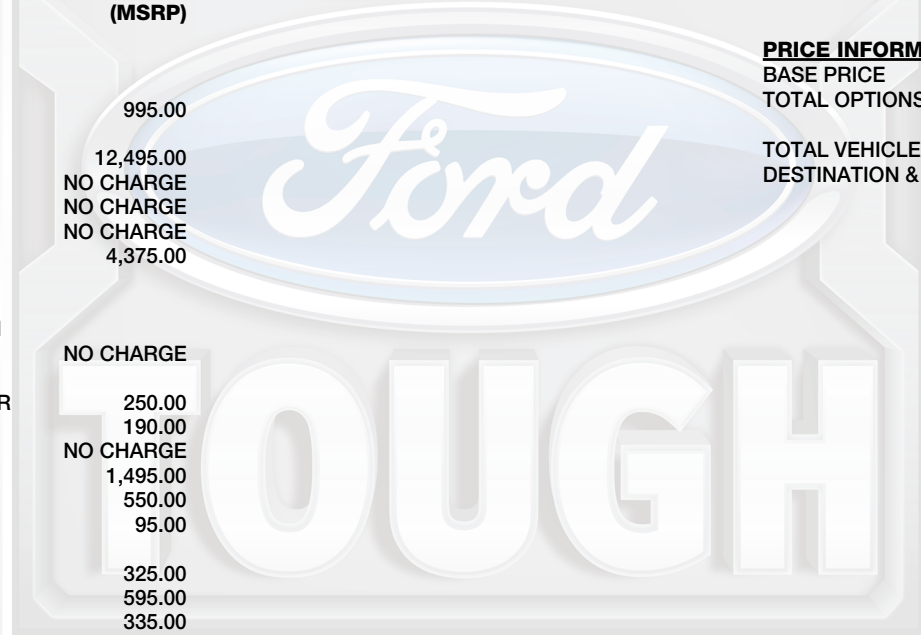 (MSRP)
995.00
12,495.00
NO CHARGE
NO CHARGE
NO CHARGE
4,375.00
NO CHARGE
R
250.00
190.00
NO CHARGE
1,495.00
550.00
95.00
325.00
595.00
335.00
PRICE INFORM
BASE PRICE
TOTAL OPTIONS
TOTAL VEHICLE
DESTINATION &
Ford
TOUGH